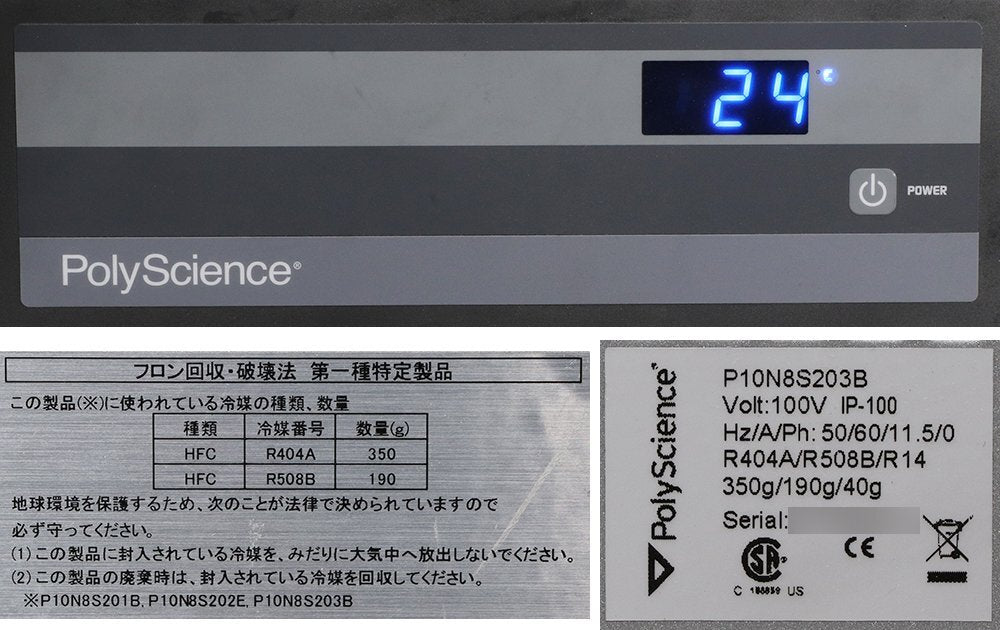 24 °C
POWER
PolyScience®
フロン回収・破壊法 第一種特定製品
この製品(※)に使われている冷媒の種類、数量
種類 冷媒番号 数量(g)
HFC R404A 350
HFC R508B 190
地球環境を保護するため、次のことが法律で決められていますので
必ず守ってください。
(1)この製品に封入されている冷媒を、みだりに大気中へ放出しないでください。
(2)この製品の廃棄時は、封入されている冷媒を回収してください。
※P10N8S201B, P10N8S202E, P10N8S203B
PolyScience®
P10N8S203B
Volt:100V IP-100
Hz/A/Ph: 50/60/11.5/0
R404A/R508B/R14
350g/190g/40g
Serial:
SA®
CE
C US